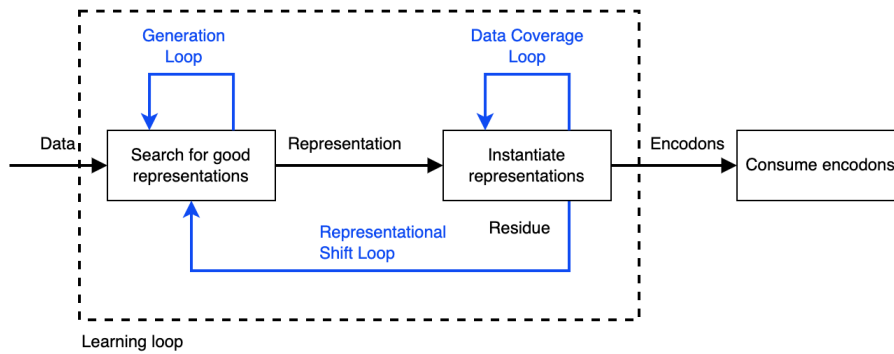 Generation
Loop
Data Coverage
Loop
Data
Search for good
representations
Representation
Instantiate
representations
Encodons
Consume encodons
Representational
Shift Loop
Residue
Learning loop